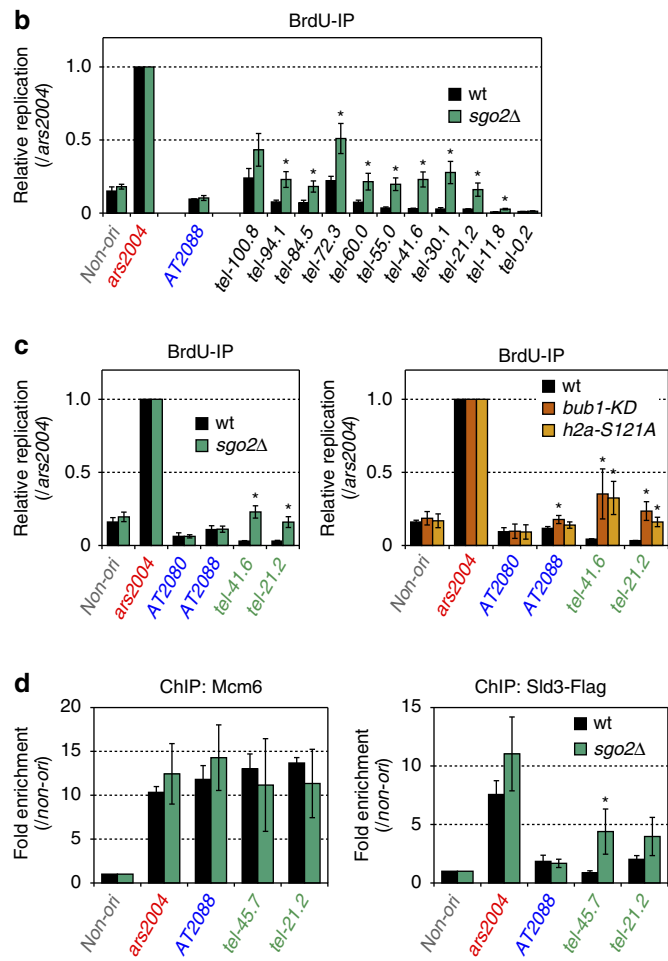 b
BrdU-IP
Relative replication
(/ars2004)
1.0
0.5
0
wt
sgo2Δ
*
*
*
*
*
*
*
*
*
Non-ori
ars2004
AT2088
tel-100.8
tel-94.1
tel-84.5
tel-72.3
tel-60.0
tel-55.0
tel-41.6
tel-30.1
tel-21.2
tel-11.8
tel-0.2
c
BrdU-IP
Relative replication
(/ars2004)
1.0
0.5
0
wt
sgo2Δ
*
*
Non-ori
ars2004
AT2080
AT2088
tel-41.6
tel-21.2
BrdU-IP
Relative replication
(/ars2004)
1.0
0.5
0
wt
bub1-KD
h2a-S121A
*
* *
* *
Non-ori
ars2004
AT2080
AT2088
tel-41.6
tel-21.2
d
ChIP: Mcm6
Fold enrichment
(/non-ori)
20
15
10
5
0
Non-ori
ars2004
AT2088
tel-45.7
tel-21.2
ChIP: Sld3-Flag
Fold enrichment
(/non-ori)
15
10
5
0
wt
sgo2Δ
*
Non-ori
ars2004
AT2088
tel-45.7
tel-21.2